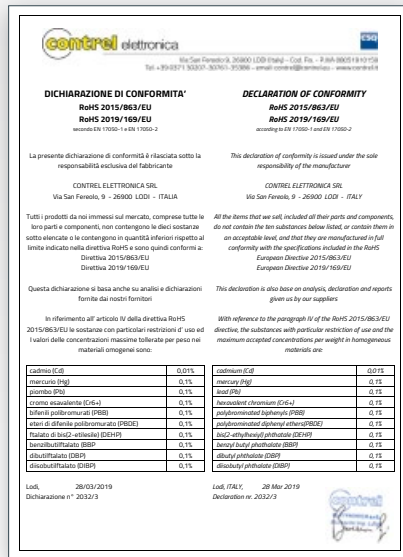 contrel elettronica
CSQ
Via San Fereolo 9, 26900 LODI (Italy) - Cod. Fis. - P.IVA
DICHIARAZIONE DI CONFORMITA'
RoHS 2015/863/EU
RoHS 2019/169/EU
secondo EN 17050-1 e EN 17050-2
La presente dichiarazione di conformità è rilasciata sotto la
responsabilità esclusiva del fabbricante
CONTREL ELETTRONICA SRL
Via San Fereolo, 9 - 26900 LODI - ITALIA
Tutti i prodotti da noi immessi sul mercato, comprese tutte le
loro parti e componenti, non contengono le dieci sostanze
sotto elencate o le contengono in quantità inferiori rispetto al
limite indicato nella direttiva RoHS e sono quindi conformi a:
Direttiva 2015/863/EU
Direttiva 2019/169/EU
Questa dichiarazione si basa anche su analisi e dichiarazioni
fornite dai nostri fornitori
In riferimento all' articolo IV della direttiva RoHS
2015/863/EU le sostanze con particolari restrizioni d' uso ed
I valori delle concentrazioni massime tollerate per peso nei
materiali omogenei sono:
cadmio (Cd) 0,01%
mercurio (Hg) 0,1%
piombo (Pb) 0,1%
cromo esavalente (Cr6+) 0,1%
bifenili polibromurati (PBB) 0,1%
eteri di difenile polibromurato (PBDE) 0,1%
ftalato di bis(2-etilesile) (DEHP) 0,1%
benzilbutilftalato (BBP 0,1%
dibutilftalato (DBP) 0,1%
diisobutilftalato (DIBP) 0,1%
Lodi, 28/03/2019
Dichiarazione n° 2032/3
DECLARATION OF CONFORMITY
RoHS 2015/863/EU
RoHS 2019/169/EU
according to EN 17050-1 and EN 17050-2
This declaration of conformity is issued under the sole
responsibility of the manufacturer
CONTREL ELETTRONICA SRL
Via San Fereolo, 9 - 26900 LODI - ITALY
All the items that we sell, included all their parts and components,
do not contain the ten substances below listed, or contain them in
an acceptable level, and that they are manufactured in full
conformity with the specifications included in the RoHS
European Directive 2015/863/EU
European Directive 2019/169/EU
This declaration is also based on analysis, declaration and reports
given us by our suppliers
With reference to the paragraph IV of the RoHS 2015/863/EU
directive, the substances with particular restriction of use and the
maximum accepted concentrations per weight in homogeneous
materials are:
cadmium (Cd) 0,01%
mercury (Hg) 0,1%
lead (Pb) 0,1%
hexavalent chromium (Cr6+) 0,1%
polybrominated biphenyls (PBB) 0,1%
polybrominated diphenyl ethers(PBDE) 0,1%
bis(2-ethylhexyl) phthalate (DEHP) 0,1%
benzyl butyl phthalate (BBP) 0,1%
dibutyl phthalate (DBP) 0,1%
diisobutyl phthalate (DIBP) 0,1%
Lodi, ITALY, 28 Mar 2019
Declaration nr. 2032/3
contrel